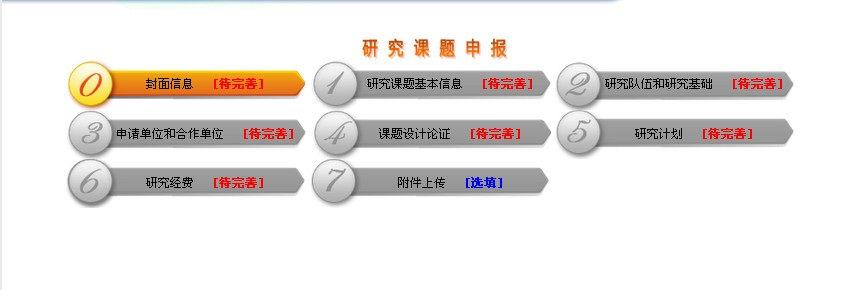 研究课题申报
0 封面信息 [待完善] 1 研究课题基本信息 [待完善] 2 研究队伍和研究基础 [待完善]
3 申请单位和合作单位 [待完善] 4 课题设计论证 [待完善] 5 研究计划 [待完善]
6 研究经费 [待完善] 7 附件上传 [选填]